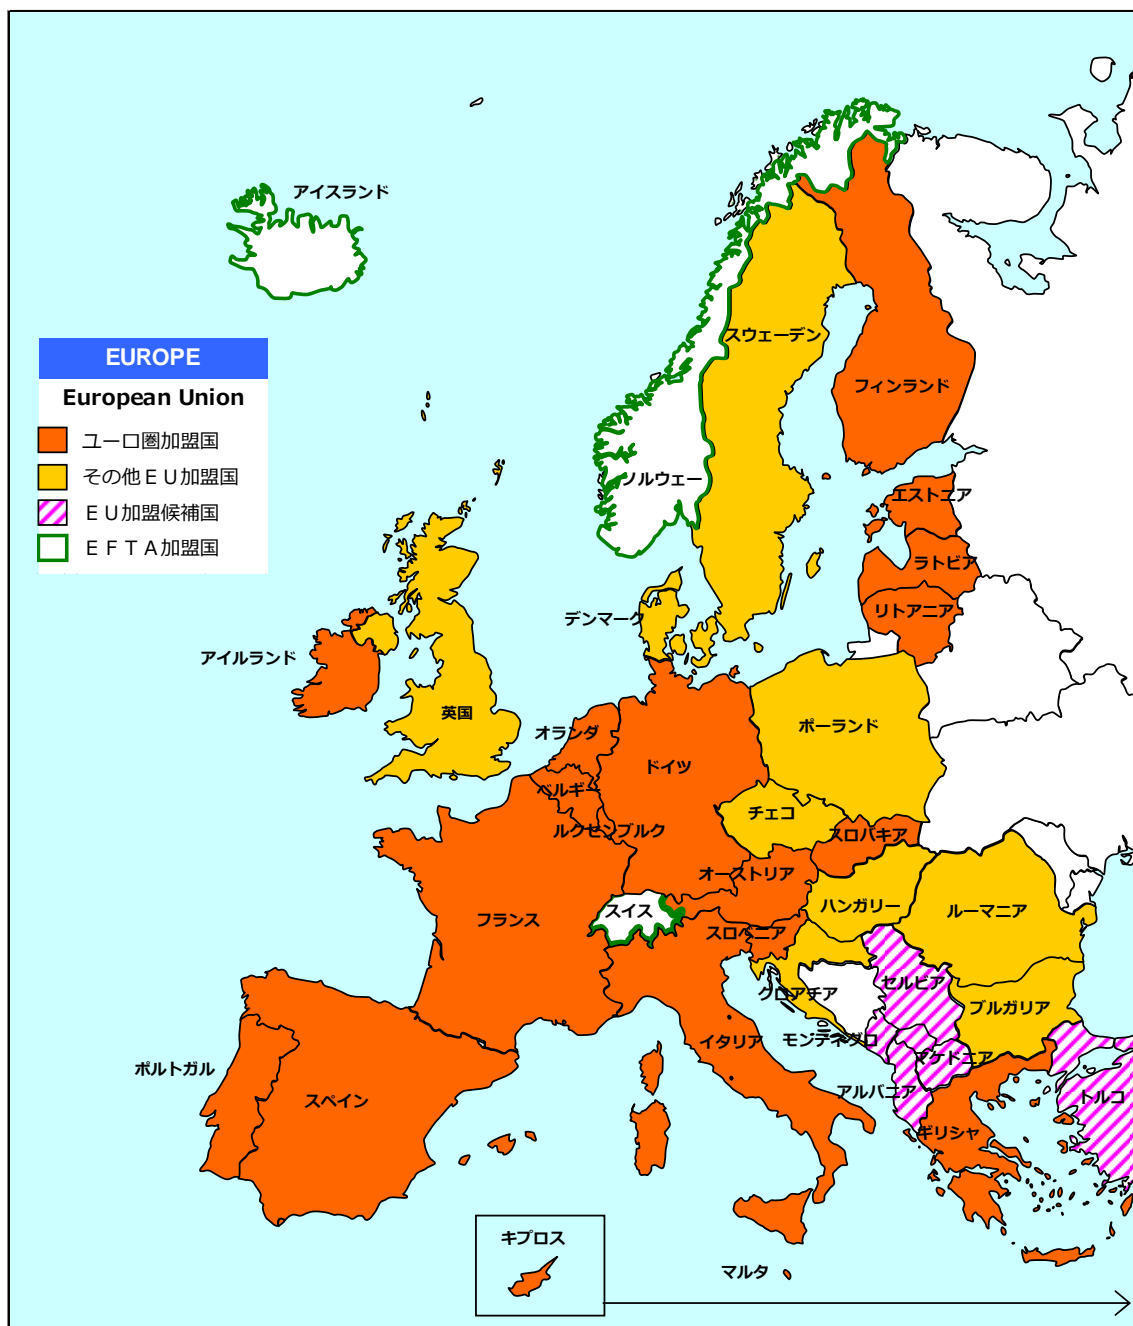 アイスランド
EUROPE
European Union
ユーロ圏加盟国
その他ＥＵ加盟国
ＥＵ加盟候補国
ＥＦＴＡ加盟国
スウェーデン
フィンランド
ノルウェー
エストニア
ラトビア
リトアニア
デンマーク
アイルランド
英国
オランダ
ポーランド
ドイツ
ベルギー
チェコ
ルクセンブルク
スロバキア
オーストリア
フランス
スイス
ハンガリー
ルーマニア
スロベニア
クロアチア
セルビア
ブルガリア
イタリア
モンテネグロ
マケドニア
ポルトガル
スペイン
アルバニア
トルコ
ギリシャ
キプロス
マルタ